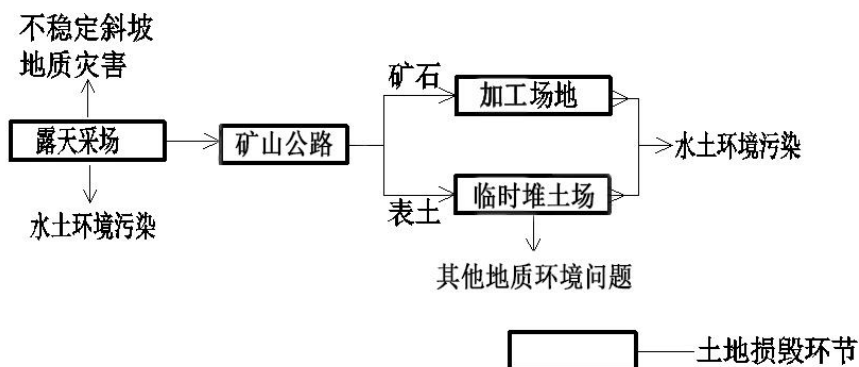 不稳定斜坡
地质灾害
露天采场
水土环境污染
矿山公路
矿石
表土
加工场地
临时堆土场
水土环境污染
其他地质环境问题
土地损毁环节